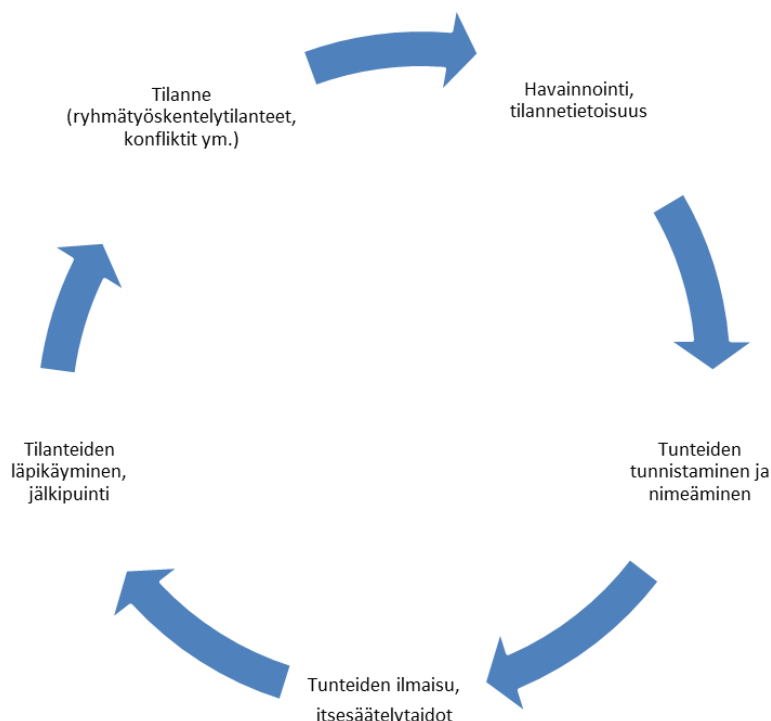 Tilanne
(ryhmätyöskentelytilanteet,
konfliktit ym.)
Havainnointi,
tilannetietoisuus
Tunteiden
tunnistaminen ja
nimeäminen
Tunteiden ilmaisu,
itsesäätelytaidot
Tilanteiden
läpikäyminen,
jälkipuinti